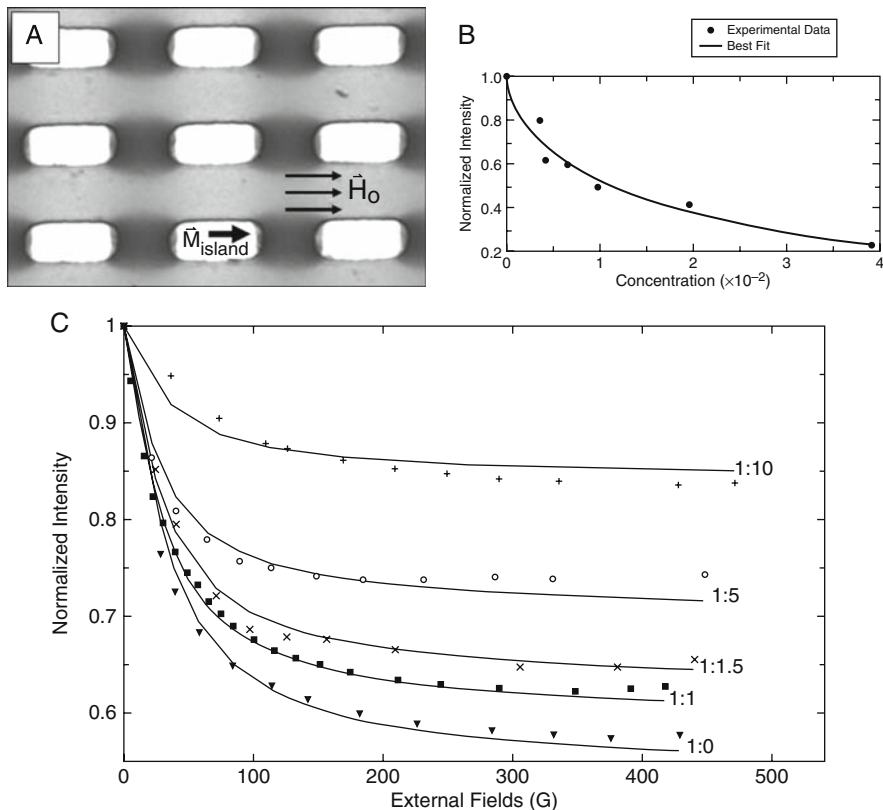 A
H⃗o
M⃗island
B
Experimental Data
Best Fit
Normalized Intensity
1.0
0.8
0.6
0.4
0.2
0
1
2
3
4
Concentration (×10⁻²)
C
Normalized Intensity
1
0.9
0.8
0.7
0.6
1:10
1:5
1:1.5
1:1
1:0
0
100
200
300
400
500
External Fields (G)